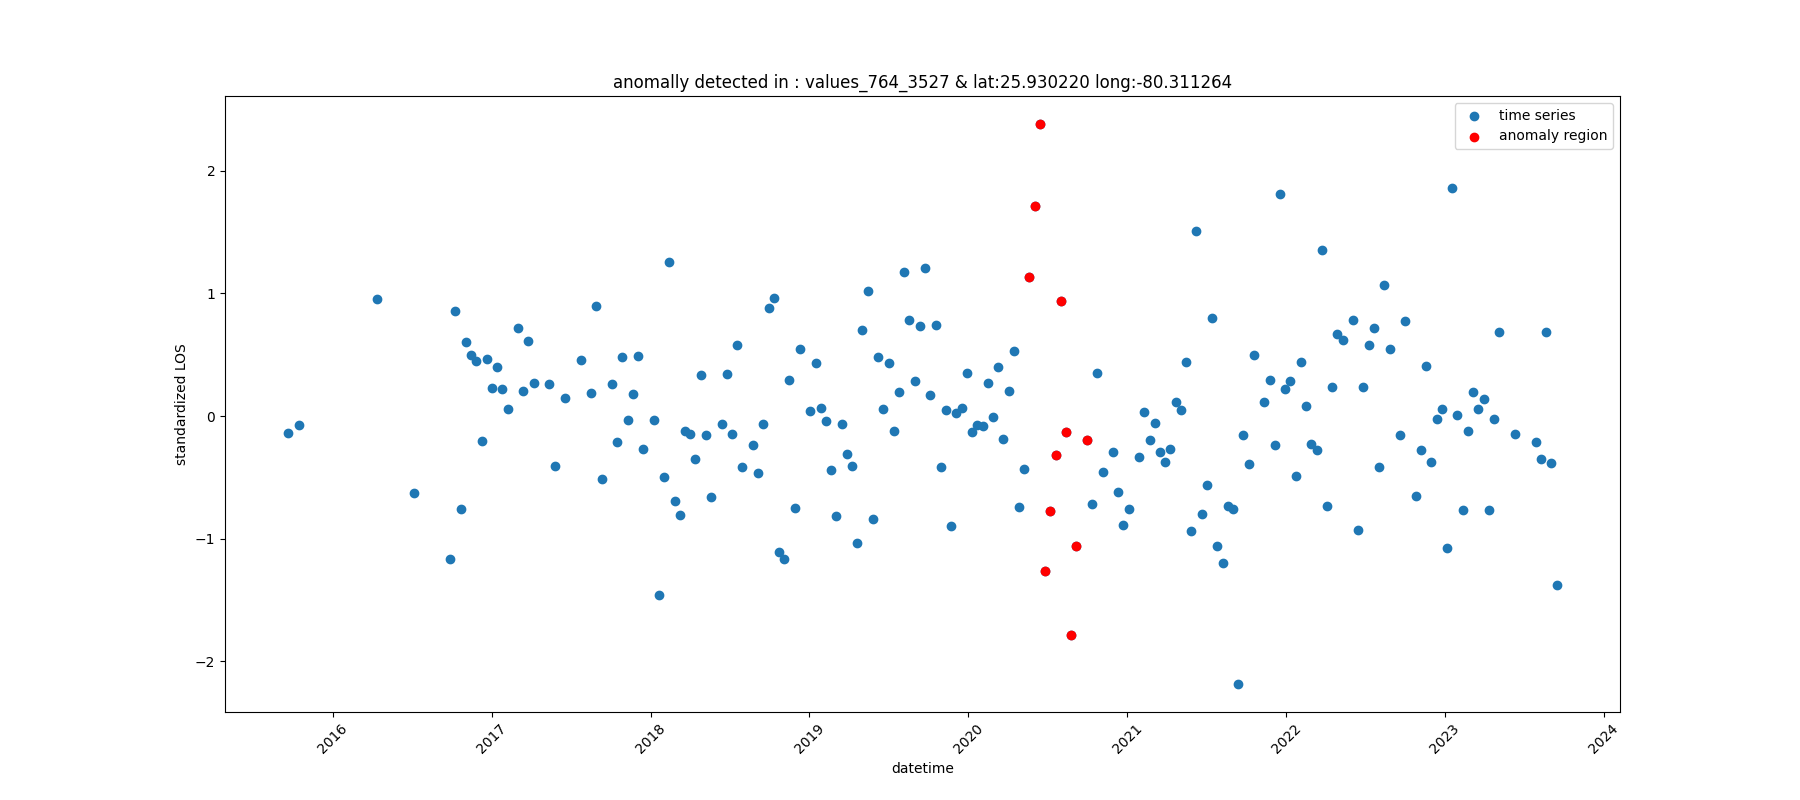 anomally detected in : values_764_3527 & lat:25.930220 long:-80.311264
time series
anomaly region
2
1
0
−1
−2
standardized LOS
2016
2017
2018
2019
2020
2021
2022
2023
2024
datetime